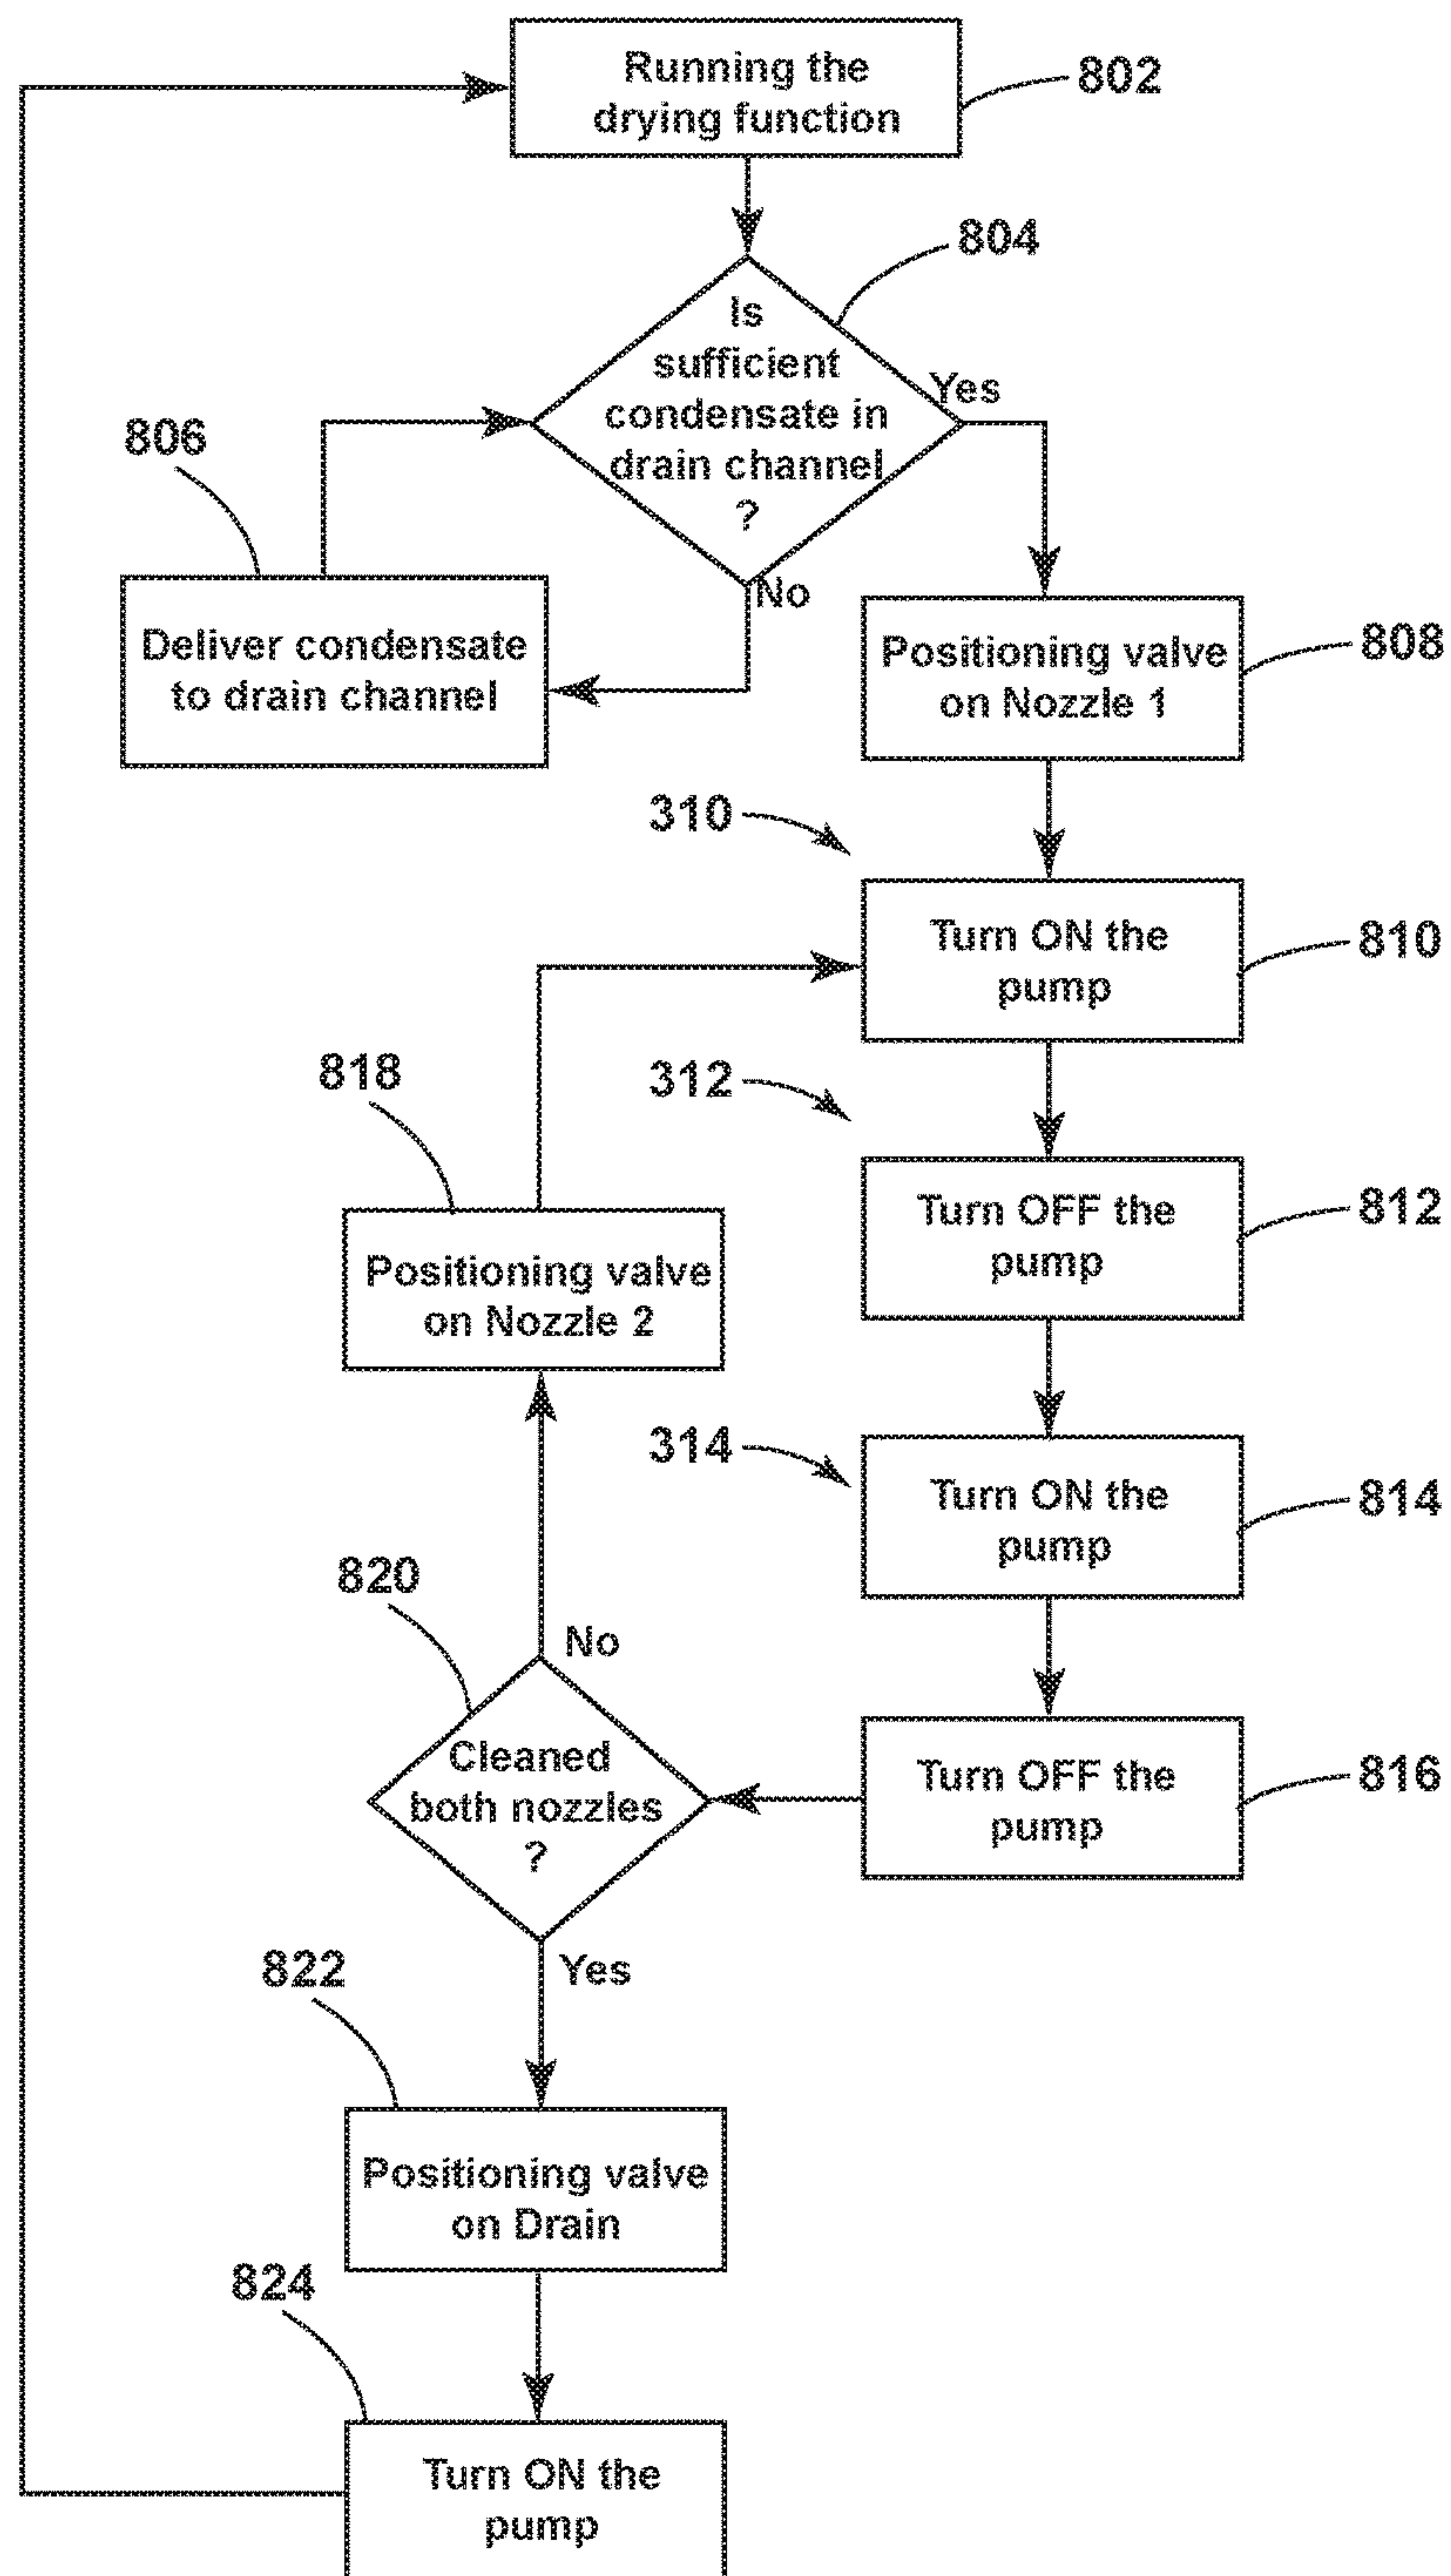 Running the
drying function
802
804
Is
sufficient
condensate in
drain channel
?
Yes
No
806
Deliver condensate
to drain channel
Positioning valve
on Nozzle 1
808
310
Turn ON the
pump
810
312
818
Turn OFF the
pump
812
Positioning valve
on Nozzle 2
314
Turn ON the
pump
814
820
No
Cleaned
both nozzles
?
Turn OFF the
pump
816
Yes
822
Positioning valve
on Drain
824
Turn ON the
pump